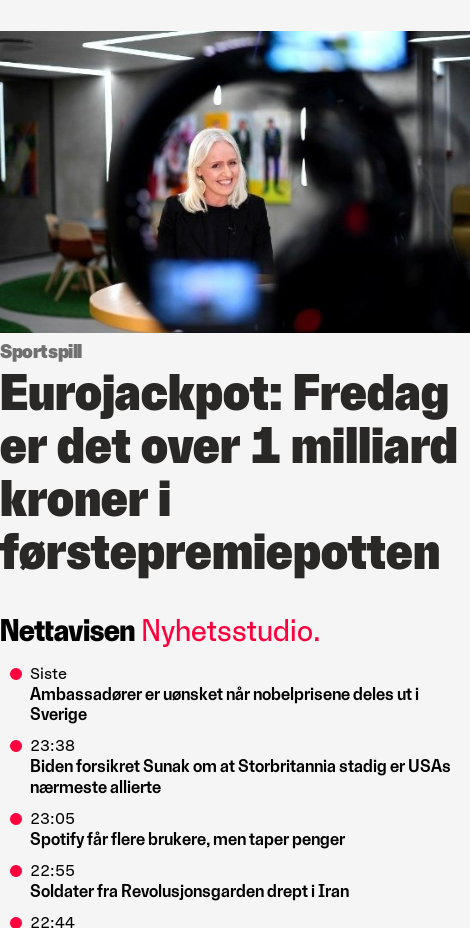 Sportspill
Eurojackpot: Fredag
er det over 1 milliard
kroner i
førstepremiepotten
Nettavisen Nyhetsstudio.
Siste
Ambassadører er uønsket når nobelprisene deles ut i
Sverige
23:38
Biden forsikret Sunak om at Storbritannia stadig er USAs
nærmeste allierte
23:05
Spotify får flere brukere, men taper penger
22:55
Soldater fra Revolusjonsgarden drept i Iran
22:44